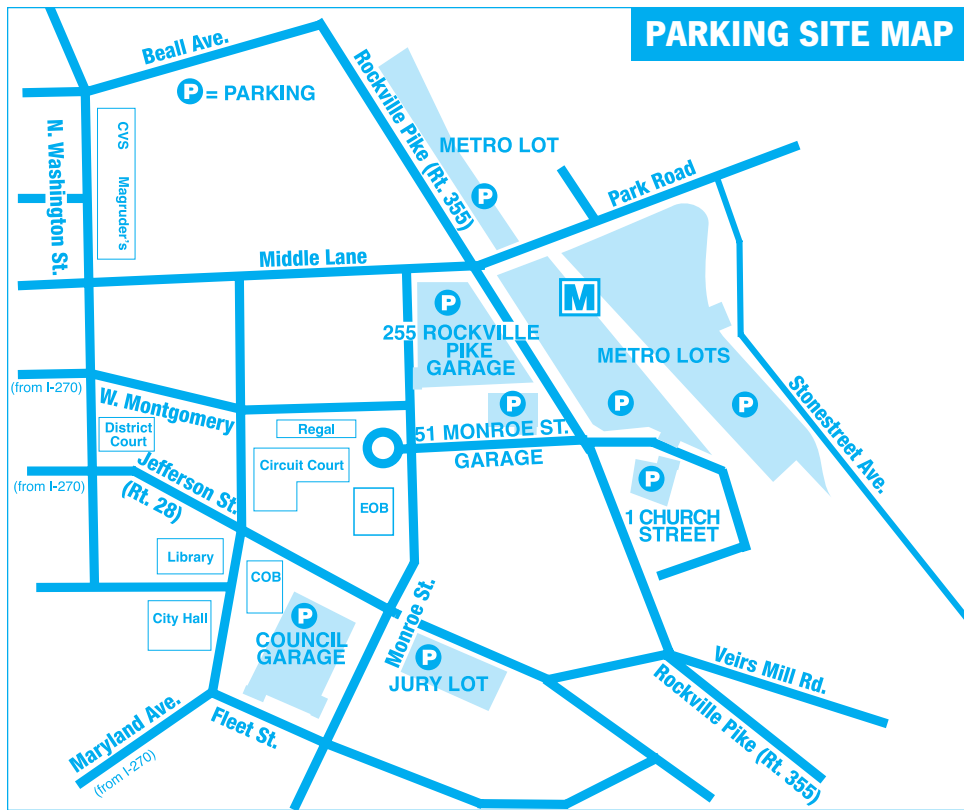 PARKING SITE MAP
Beall Ave.
P = PARKING
Rockville Pike (Rt. 355)
N. Washington St.
CVS
Magruder's
METRO LOT
P
Park Road
Middle Lane
P
M
255 ROCKVILLE
PIKE
GARAGE
METRO LOTS
P
P
P
(from I-270)
W. Montgomery
Stonestreet Ave.
District
Court
Regal
51 MONROE ST.
GARAGE
Circuit Court
(from I-270)
Jefferson St.
(Rt. 28)
P
EOB
1 CHURCH
STREET
Library
COB
City Hall
P
COUNCIL
GARAGE
Monroe St.
P
JURY LOT
Veirs Mill Rd.
Rockville Pike (Rt. 355)
Maryland Ave.
(from I-270)
Fleet St.